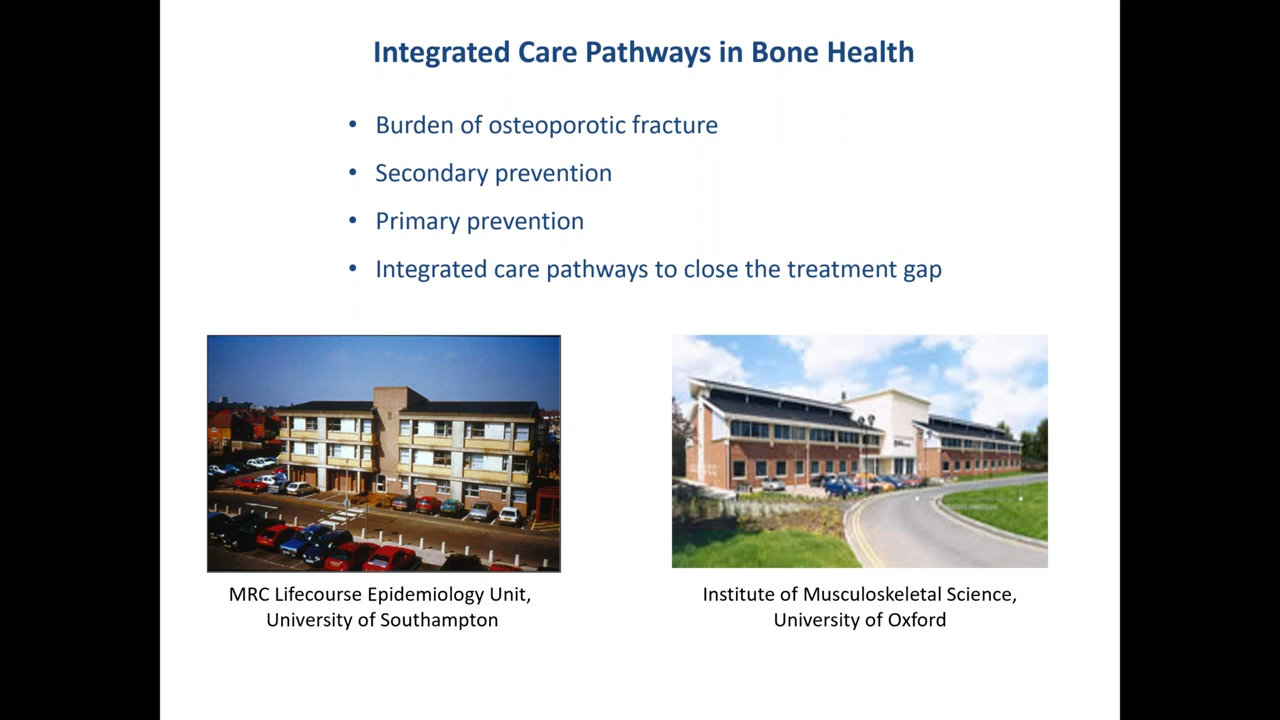 Integrated Care Pathways in Bone Health
• Burden of osteoporotic fracture
• Secondary prevention
• Primary prevention
• Integrated care pathways to close the treatment gap
MRC Lifecourse Epidemiology Unit,
University of Southampton
Institute of Musculoskeletal Science,
University of Oxford